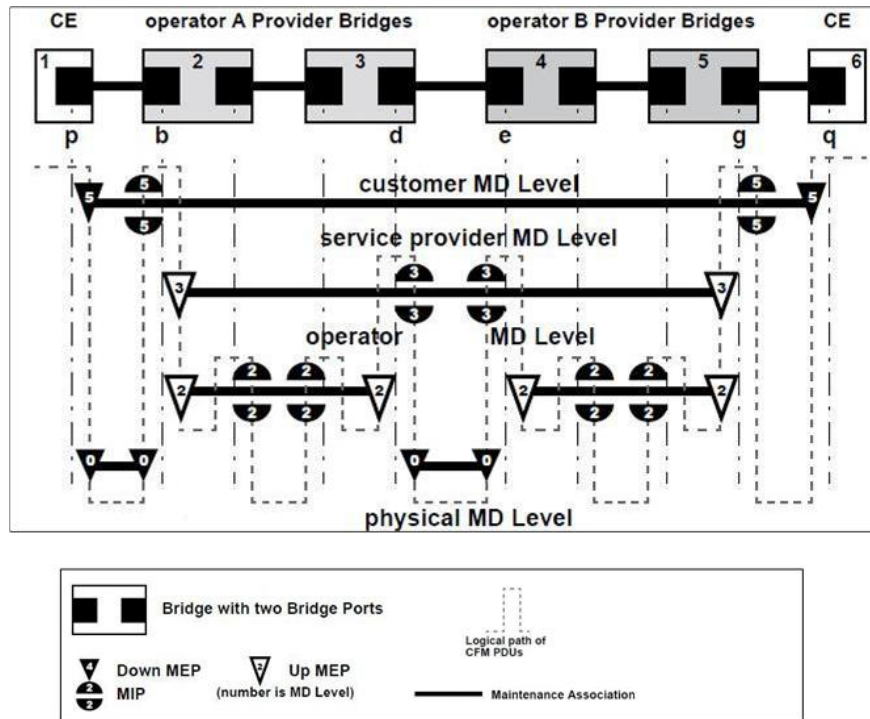 CE operator A Provider Bridges operator B Provider Bridges CE
1 2 3 4 5 6
p b d e g q
5 5 5 5
customer MD Level
5 5
service provider MD Level
3 3 3 3
3 3
operator MD Level
2 2 2 2 2 2 2 2
2 2 2 2
0 0 0 0
physical MD Level
Bridge with two Bridge Ports
Logical path of
CFM PDUs
4 Down MEP 2 Up MEP
2 MIP (number is MD Level) Maintenance Association
2